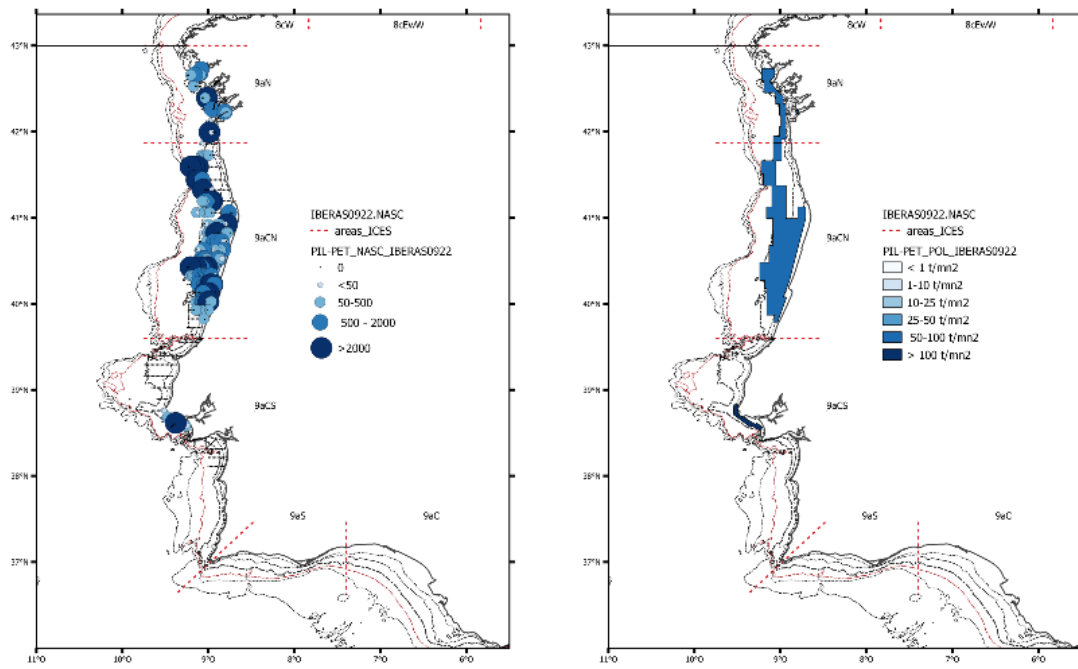 8cW
8cEwW
43°N
9aN
42°N
IBERAS0922.NASC
areas_ICES
PIL-PET_NASC_IBERAS0922
0
<50
50-500
500 - 2000
>2000
41°N
9aCN
40°N
39°N
9aCS
38°N
9aS
9aC
37°N
11°0
10°0
9°0
8°0
7°0
6°0
8cW
8cEwW
43°N
9aN
42°N
IBERAS0922.NASC
areas_ICES
PIL-PET_POL_IBERAS0922
< 1 t/mn2
1-10 t/mn2
10-25 t/mn2
25-50 t/mn2
50-100 t/mn2
> 100 t/mn2
41°N
9aCN
40°N
39°N
9aCS
38°N
9aS
9aC
37°N
11°0
10°0
9°0
8°0
7°0
6°0